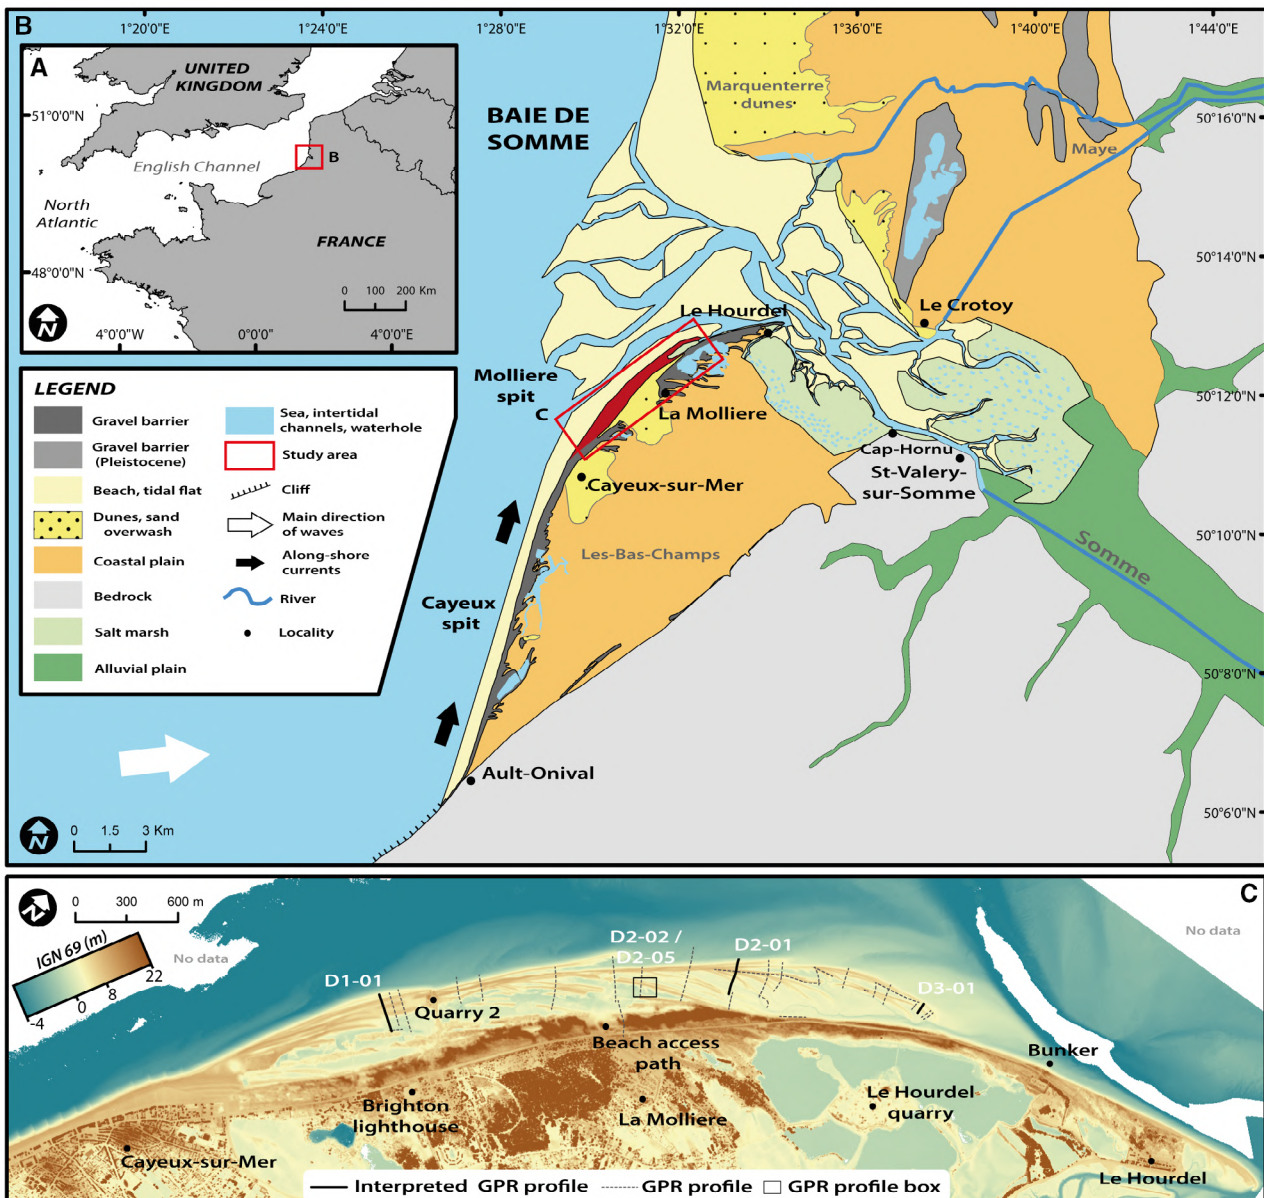 B
1°20'0"E
1°24'0"E
1°28'0"E
1°32'0"E
1°36'0"E
1°40'0"E
1°44'0"E
A
UNITED
KINGDOM
51°0'0"N
English Channel
B
North
Atlantic
FRANCE
48°0'0"N
0 100 200 Km
N
4°0'0"W
0°0'0"
4°0'0"E
BAIE DE
SOMME
Marquenterre
dunes
Maye
50°16'0"N
50°14'0"N
50°12'0"N
50°10'0"N
50°8'0"N
50°6'0"N
Le Crotoy
Le Hourdel
Molliere
spit
C
La Molliere
Cap-Hornu
St-Valery-
sur-Somme
Cayeux-sur-Mer
Les-Bas-Champs
Somme
Cayeux
spit
Ault-Onival
LEGEND
Gravel barrier
Gravel barrier
(Pleistocene)
Beach, tidal flat
Dunes, sand
overwash
Coastal plain
Bedrock
Salt marsh
Alluvial plain
Sea, intertidal
channels, waterhole
Study area
Cliff
Main direction
of waves
Along-shore
currents
River
Locality
N
0 1.5 3 Km
C
N
0 300 600 m
IGN 69 (m)
-4 0 8 22
No data
No data
D1-01
D2-02 /
D2-05
D2-01
D3-01
Quarry 2
Beach access
path
Bunker
Brighton
lighthouse
La Molliere
Le Hourdel
quarry
Cayeux-sur-Mer
Le Hourdel
Interpreted GPR profile
GPR profile
GPR profile box